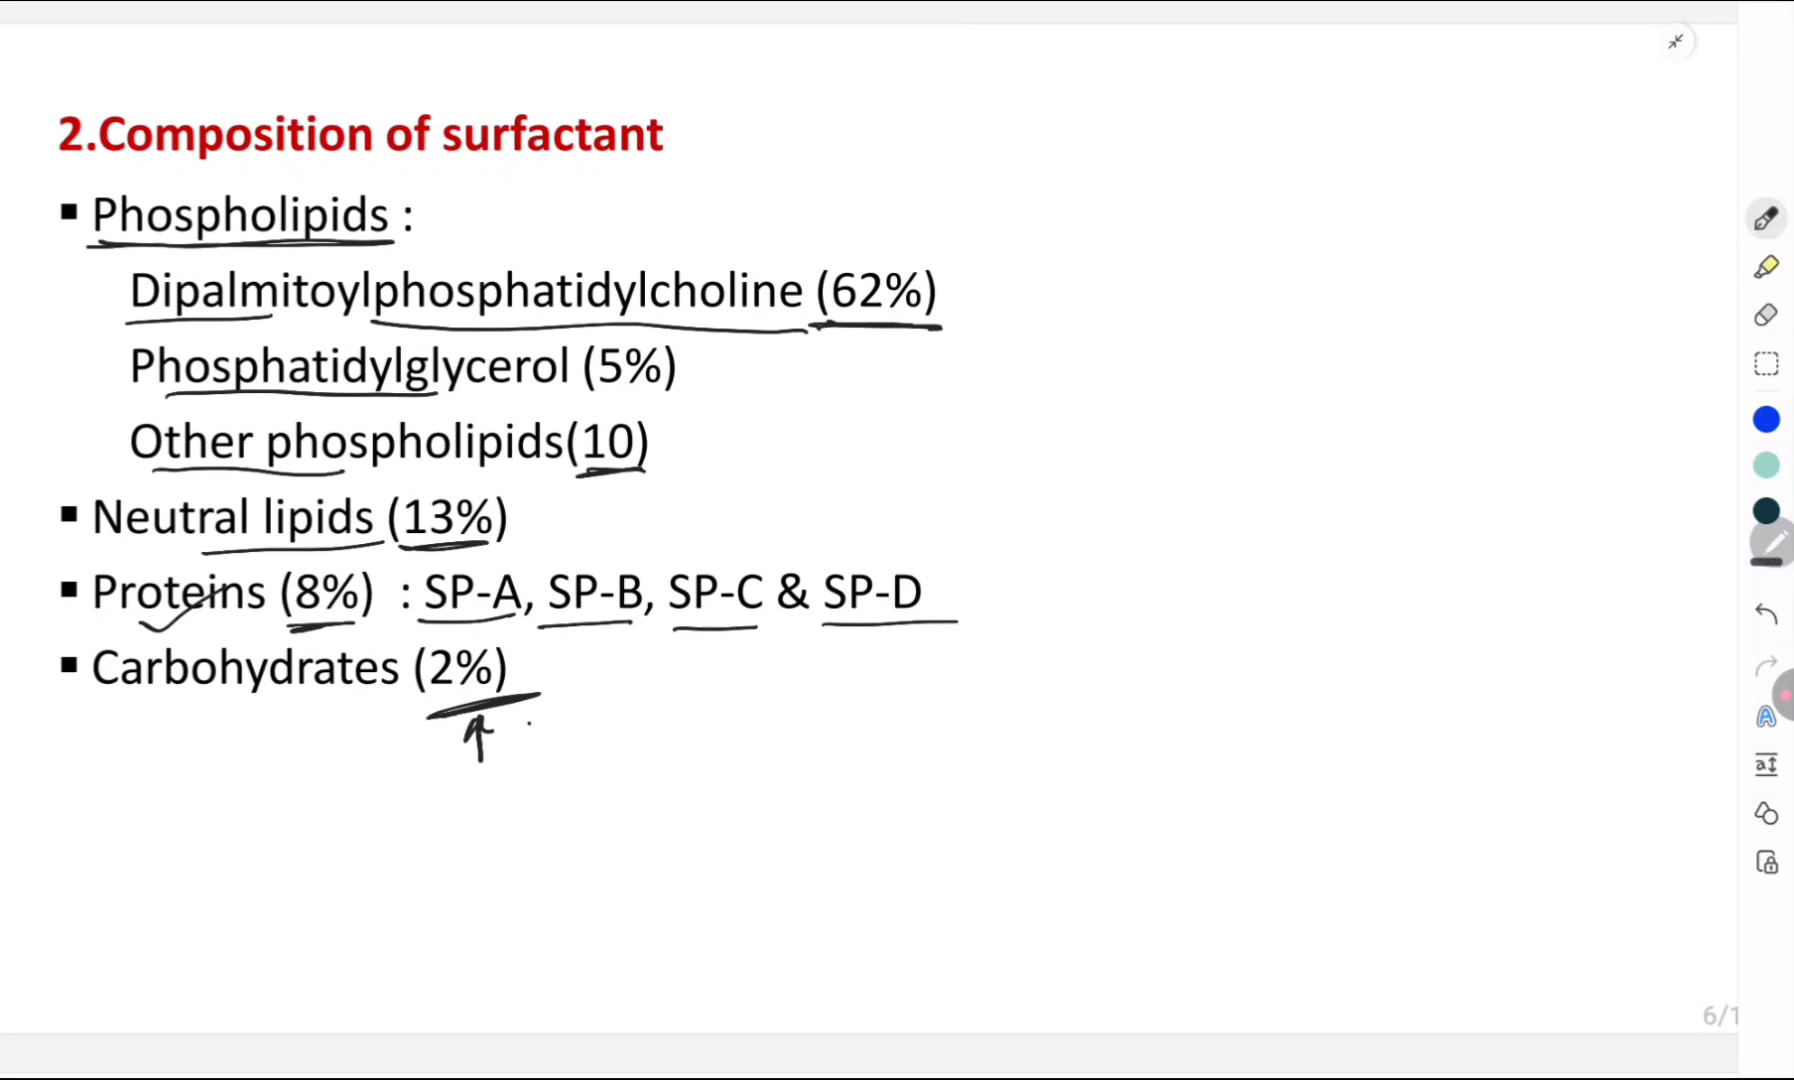 2.Composition of surfactant
▪ Phospholipids :
Dipalmitoylphosphatidylcholine (62%)
Phosphatidylglycerol (5%)
Other phospholipids(10)
▪ Neutral lipids (13%)
▪ Proteins (8%) : SP-A, SP-B, SP-C & SP-D
▪ Carbohydrates (2%)
6/1